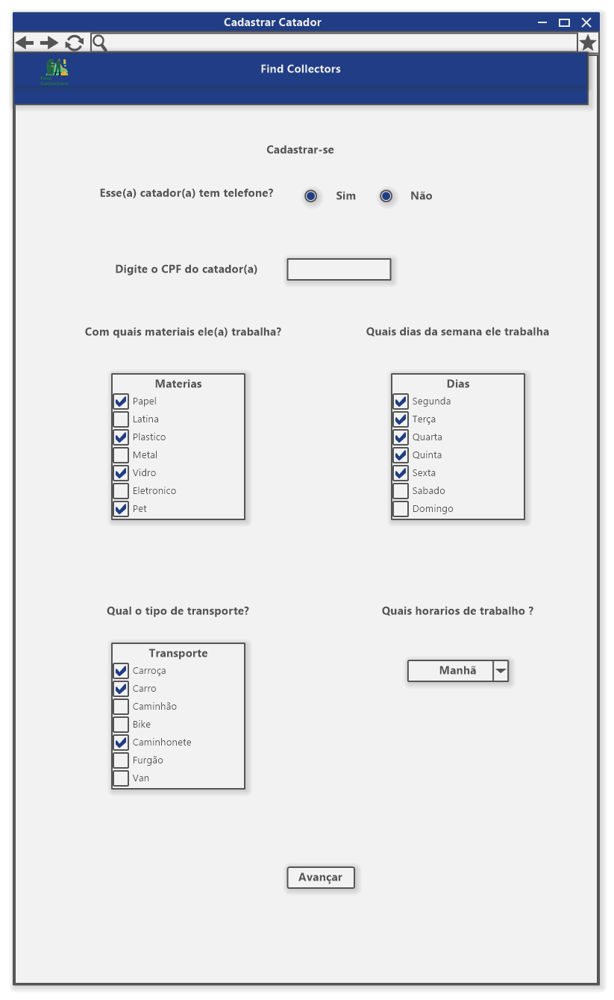 Cadastrar Catador
Find Collectors
Find
Collectors
Cadastrar-se
Esse(a) catador(a) tem telefone?
Sim
Não
Digite o CPF do catador(a)
Com quais materiais ele(a) trabalha?
Quais dias da semana ele trabalha
Materias
Papel
Latina
Plastico
Metal
Vidro
Eletronico
Pet
Dias
Segunda
Terça
Quarta
Quinta
Sexta
Sabado
Domingo
Qual o tipo de transporte?
Quais horarios de trabalho ?
Transporte
Carroça
Carro
Caminhão
Bike
Caminhonete
Furgão
Van
Manhã
Avançar